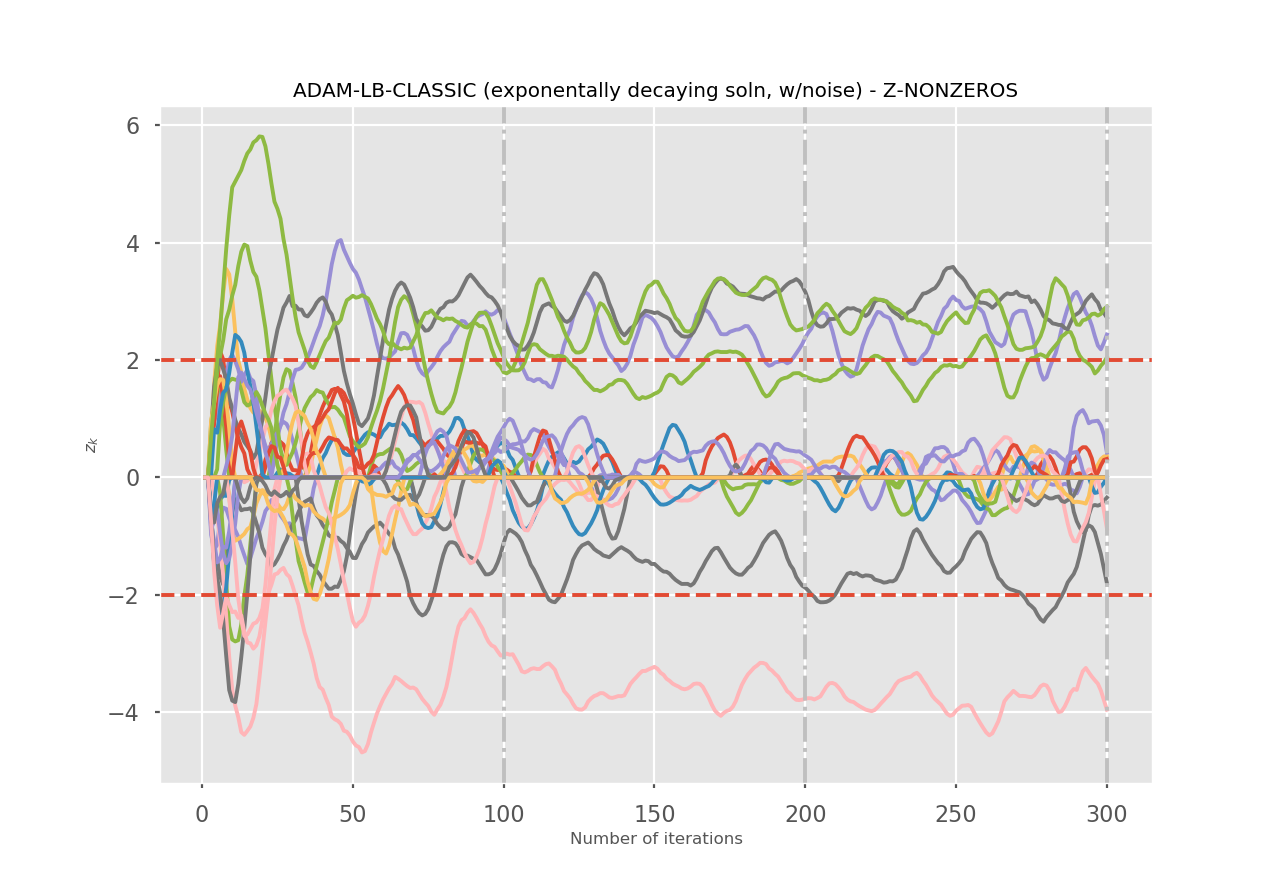 ADAM-LB-CLASSIC (exponentially decaying soln, w/noise) - Z-NONZEROS
6
4
2
0
−2
−4
z_k
0 50 100 150 200 250 300
Number of iterations